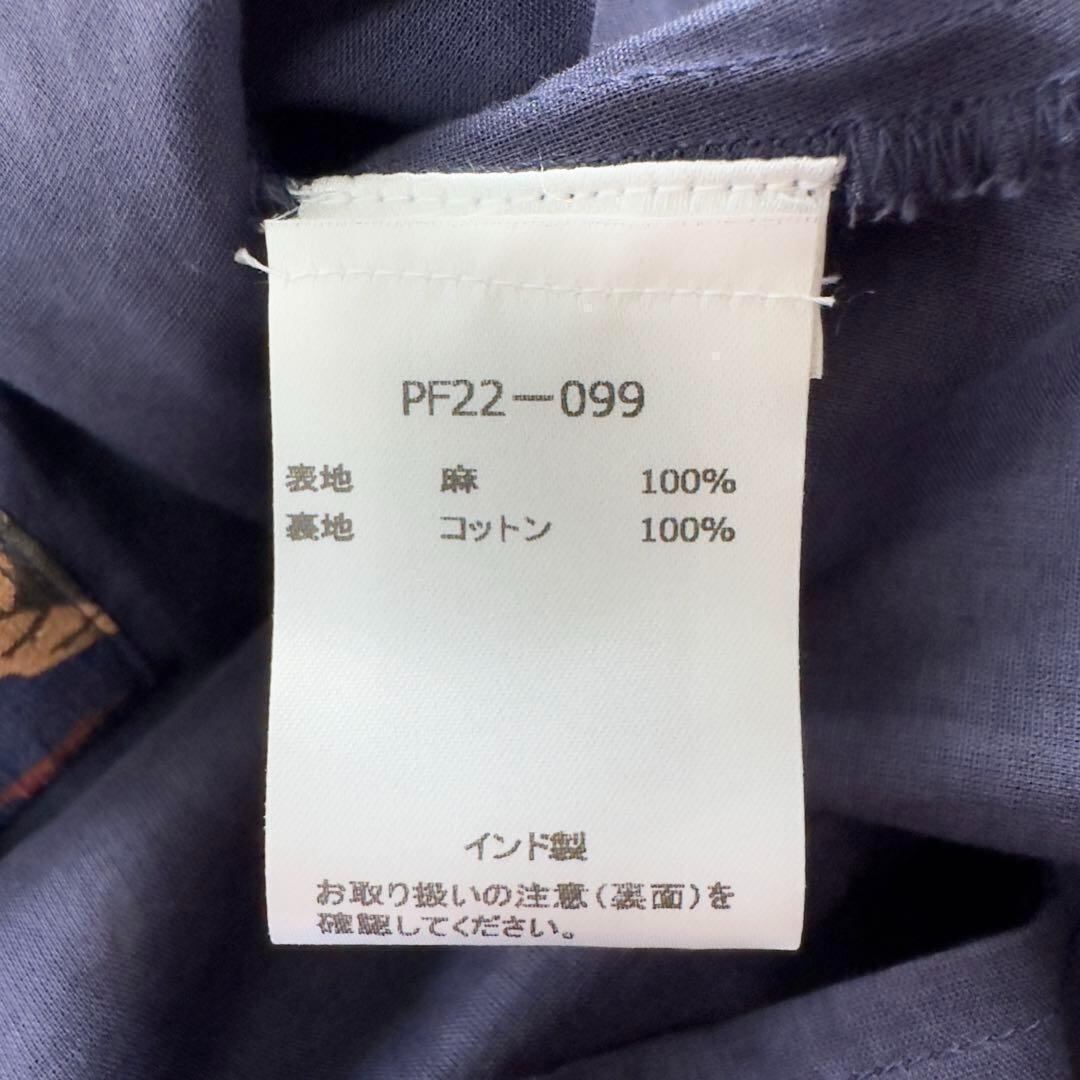 PF22-099
表地 麻 100%
裏地 コットン 100%
インド製
お取り扱いの注意(裏面)を
確認してください。